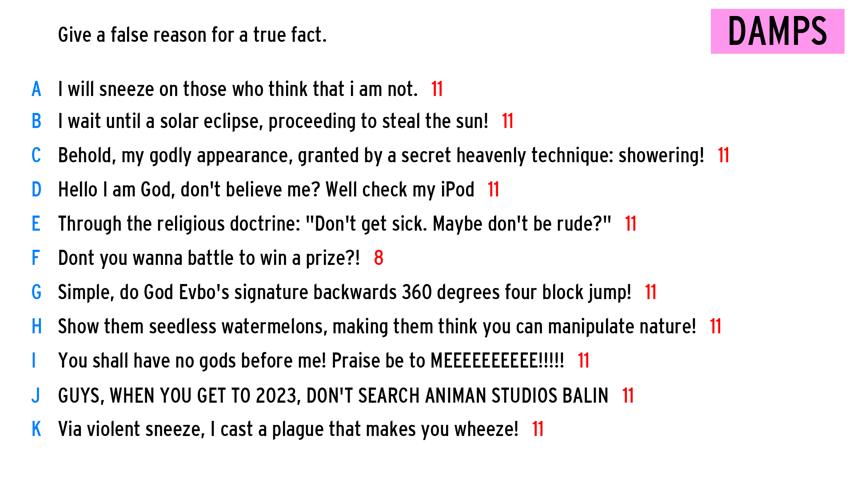 Give a false reason for a true fact.
DAMPS
A I will sneeze on those who think that i am not. 11
B I wait until a solar eclipse, proceeding to steal the sun! 11
C Behold, my godly appearance, granted by a secret heavenly technique: showering! 11
D Hello I am God, don't believe me? Well check my iPod 11
E Through the religious doctrine: "Don't get sick. Maybe don't be rude?" 11
F Dont you wanna battle to win a prize?! 8
G Simple, do God Evbo's signature backwards 360 degrees four block jump! 11
H Show them seedless watermelons, making them think you can manipulate nature! 11
I You shall have no gods before me! Praise be to MEEEEEEEEEE!!!!! 11
J GUYS, WHEN YOU GET TO 2023, DON'T SEARCH ANIMAN STUDIOS BALIN 11
K Via violent sneeze, I cast a plague that makes you wheeze! 11